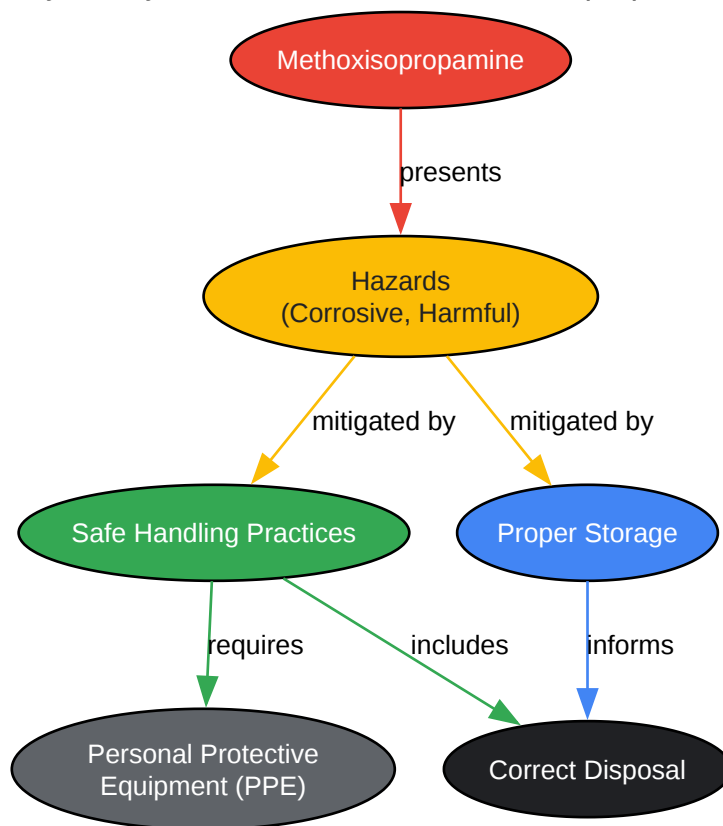 Methoxisopropamine
presents
Hazards
(Corrosive, Harmful)
mitigated by
mitigated by
Safe Handling Practices
Proper Storage
requires
includes
informs
Personal Protective
Equipment (PPE)
Correct Disposal